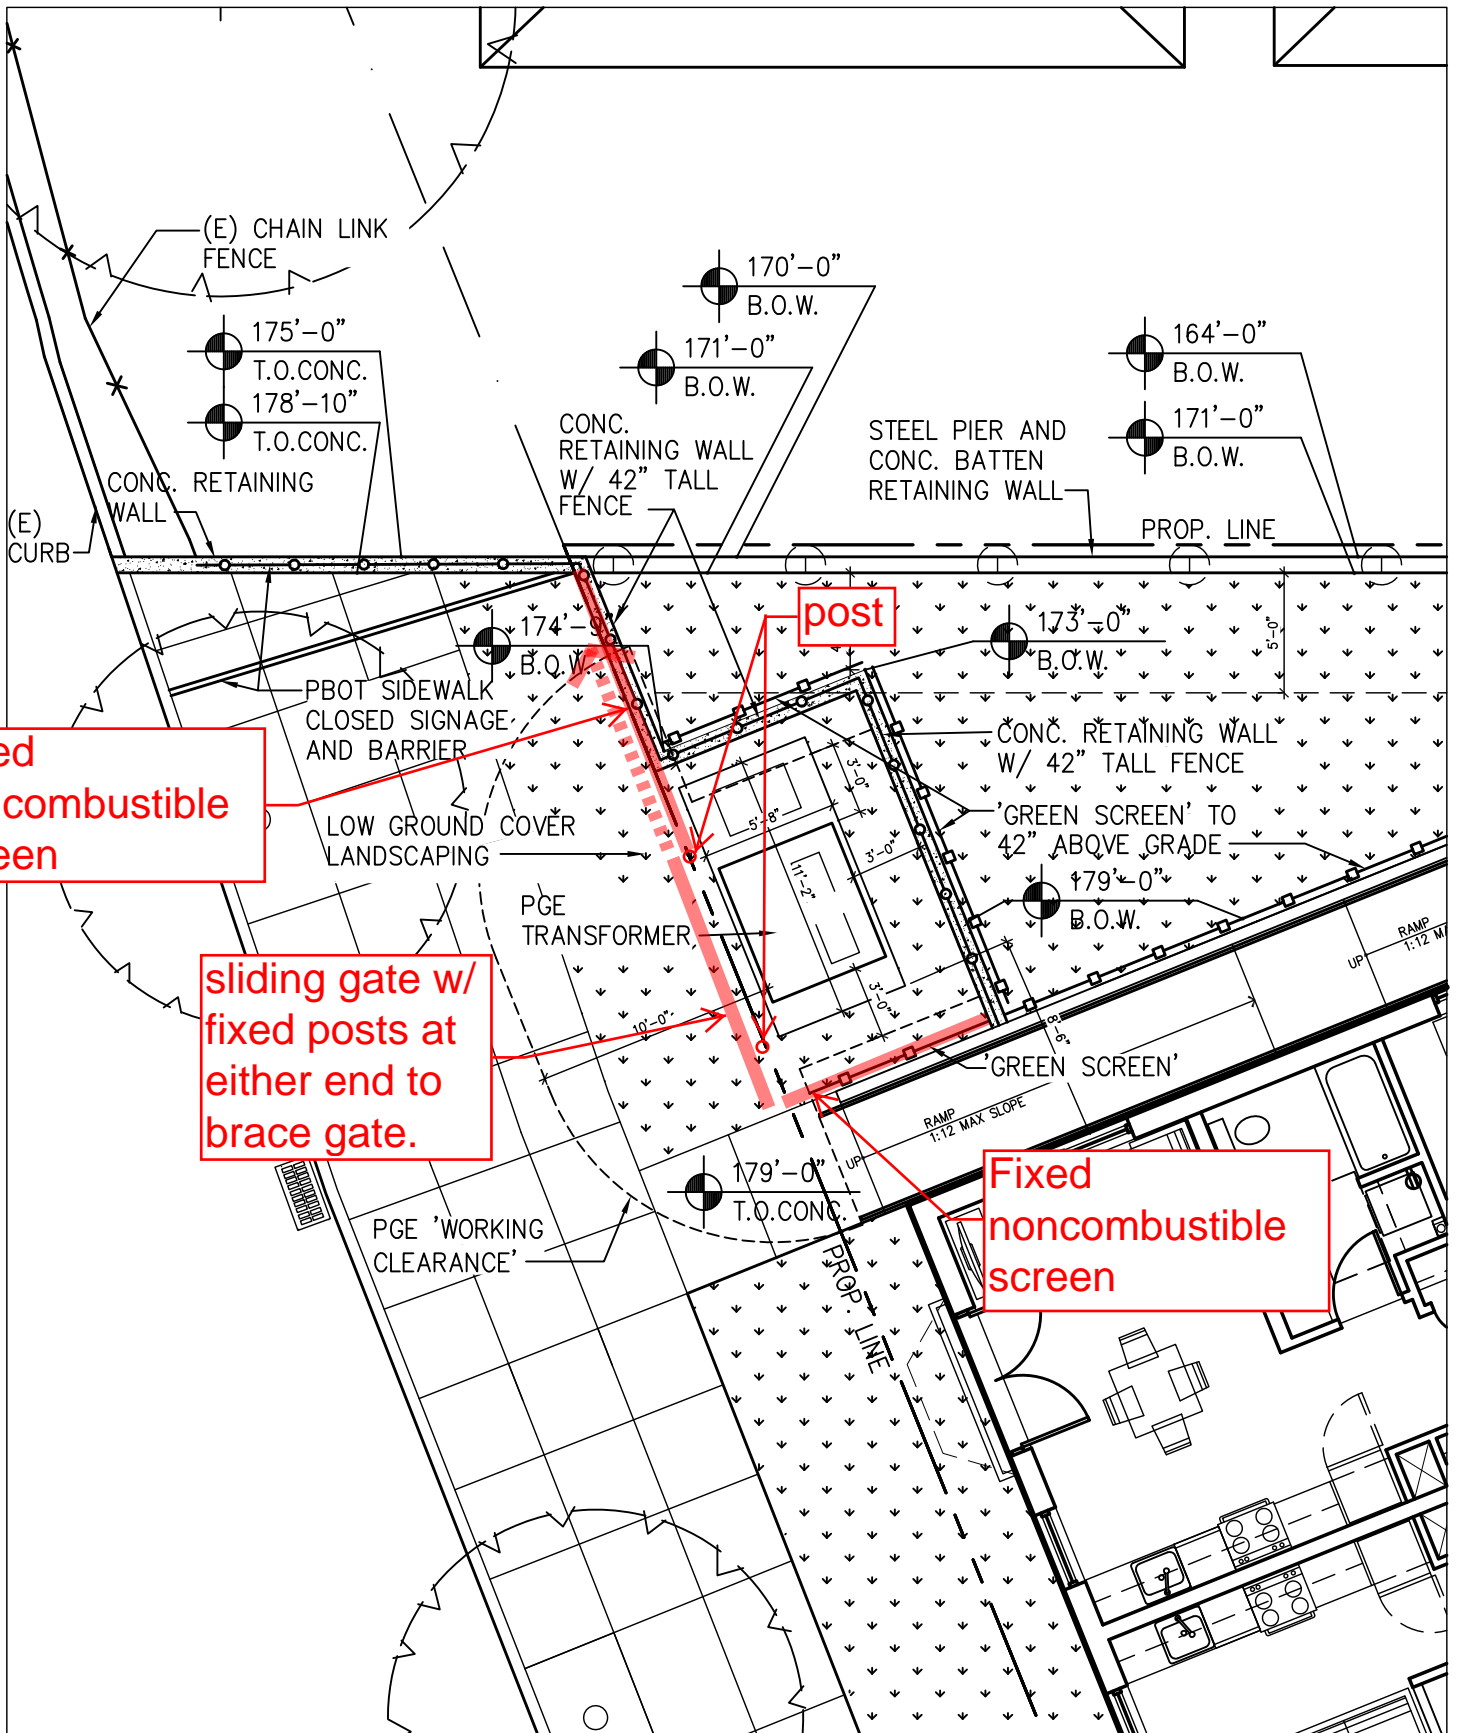 (E) CHAIN LINK
FENCE
170'-0"
B.O.W.
175'-0"
T.O.CONC.
171'-0"
B.O.W.
164'-0"
B.O.W.
178'-10"
T.O.CONC.
171'-0"
B.O.W.
CONC.
RETAINING WALL
W/ 42" TALL
FENCE
STEEL PIER AND
CONC. BATTEN
RETAINING WALL
CONC. RETAINING
WALL
(E)
CURB
PROP. LINE
post
174'-9"
B.O.W.
173'-0"
B.O.W.
5'-0"
PBOT SIDEWALK
CLOSED SIGNAGE
AND BARRIER
CONC. RETAINING WALL
W/ 42" TALL FENCE
ed
combustible
een
3'-0"
5'-8"
LOW GROUND COVER
LANDSCAPING
'GREEN SCREEN' TO
42" ABOVE GRADE
3'-0"
11'-2"
179'-0"
B.O.W.
PGE
TRANSFORMER
RAMP
1:12 MA
UP
sliding gate w/
fixed posts at
either end to
brace gate.
3'-0"
10'-0"
8'-6"
'GREEN SCREEN'
RAMP
1:12 MAX SLOPE
UP
179'-0"
T.O.CONC.
Fixed
noncombustible
screen
PGE 'WORKING
CLEARANCE'
PROP. LINE